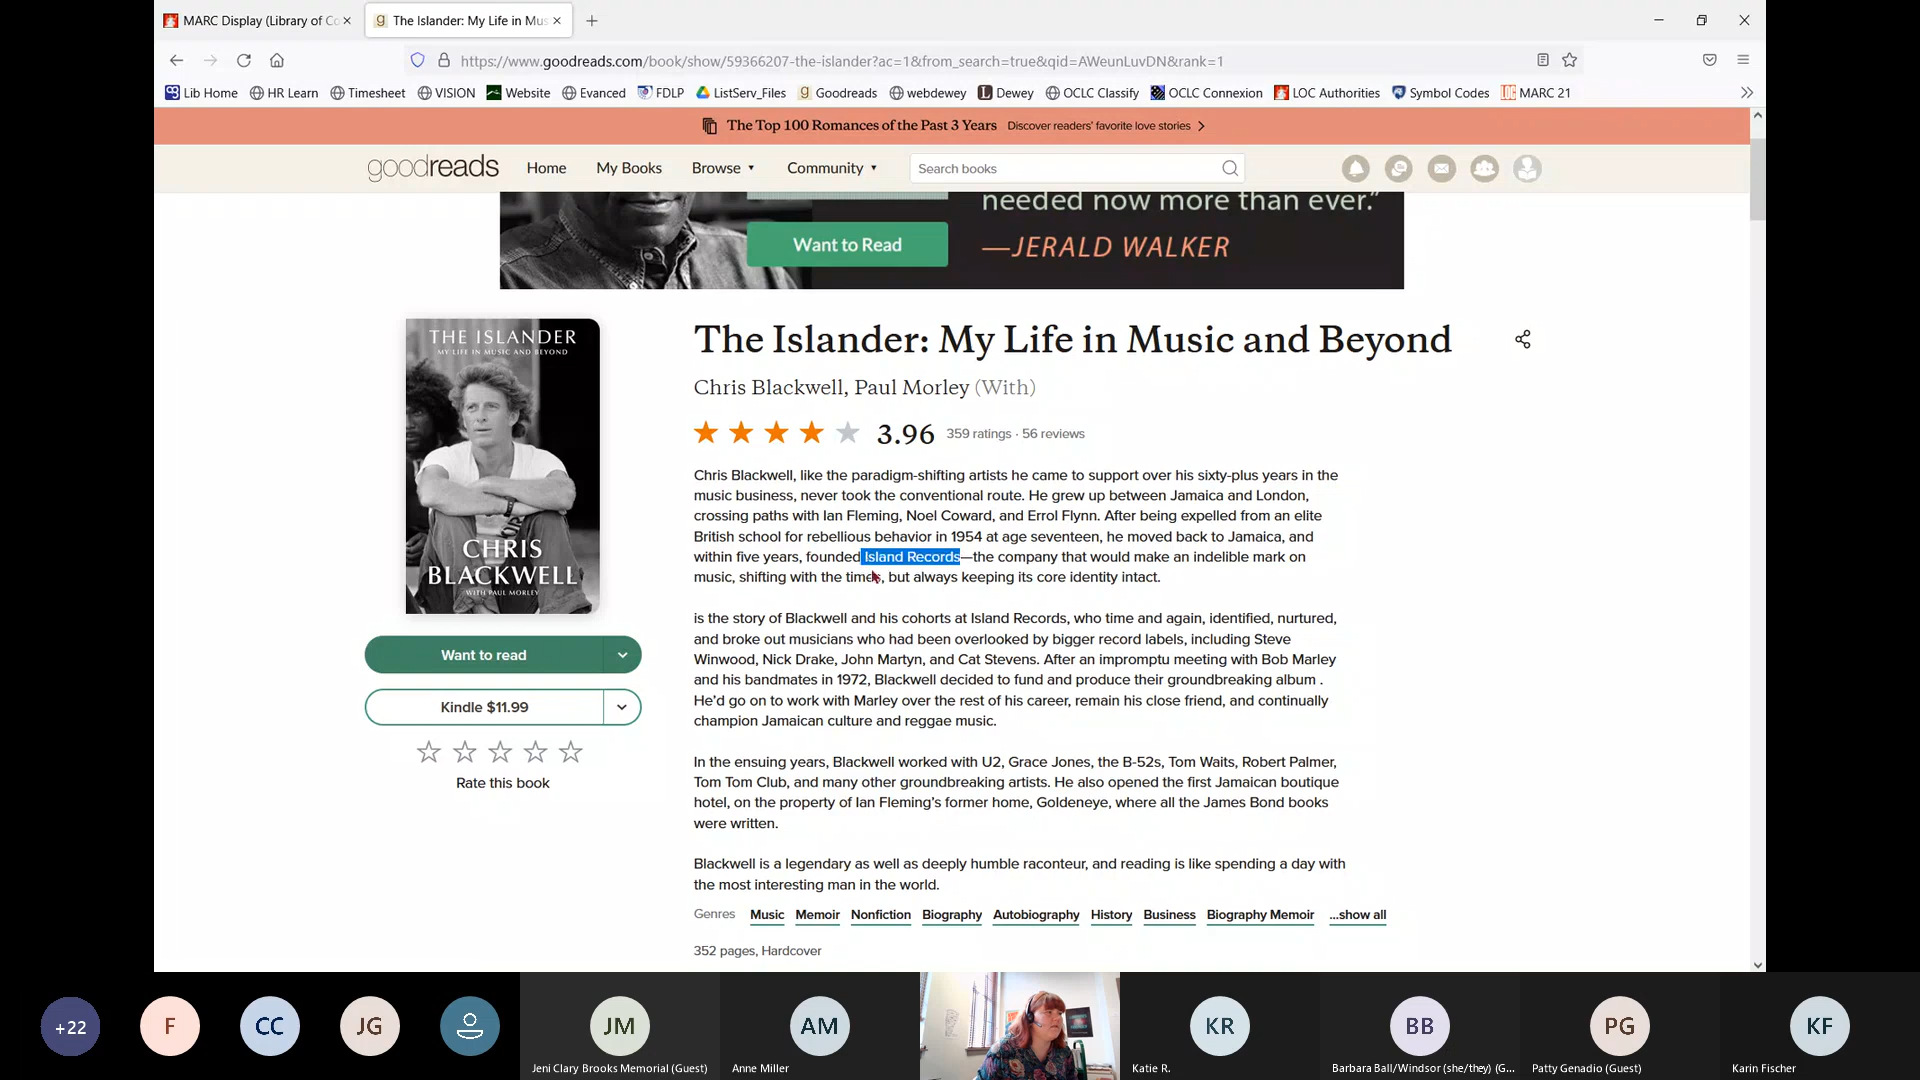 MARC Display (Library of Co
The Islander: My Life in Mus
https://www.goodreads.com/book/show/59366207-the-islander?ac=1&from_search=true&qid=AWeunLuvDN&rank=1
Lib Home HR Learn Timesheet VISION Website Evanced FDLP ListServ_Files Goodreads webdewey Dewey OCLC Classify OCLC Connexion LOC Authorities Symbol Codes MARC 21
The Top 100 Romances of the Past 3 Years Discover readers' favorite love stories
goodreads Home My Books Browse Community Search books
needed now more than ever."
Want to Read
—JERALD WALKER
THE ISLANDER
MY LIFE IN MUSIC AND BEYOND
CHRIS
BLACKWELL
WITH PAUL MORLEY
Want to read
Kindle $11.99
Rate this book
The Islander: My Life in Music and Beyond
Chris Blackwell, Paul Morley (With)
3.96 359 ratings · 56 reviews
Chris Blackwell, like the paradigm-shifting artists he came to support over his sixty-plus years in the
music business, never took the conventional route. He grew up between Jamaica and London,
crossing paths with Ian Fleming, Noel Coward, and Errol Flynn. After being expelled from an elite
British school for rebellious behavior in 1954 at age seventeen, he moved back to Jamaica, and
within five years, founded Island Records—the company that would make an indelible mark on
music, shifting with the times, but always keeping its core identity intact.
is the story of Blackwell and his cohorts at Island Records, who time and again, identified, nurtured,
and broke out musicians who had been overlooked by bigger record labels, including Steve
Winwood, Nick Drake, John Martyn, and Cat Stevens. After an impromptu meeting with Bob Marley
and his bandmates in 1972, Blackwell decided to fund and produce their groundbreaking album .
He'd go on to work with Marley over the rest of his career, remain his close friend, and continually
champion Jamaican culture and reggae music.
In the ensuing years, Blackwell worked with U2, Grace Jones, the B-52s, Tom Waits, Robert Palmer,
Tom Tom Club, and many other groundbreaking artists. He also opened the first Jamaican boutique
hotel, on the property of Ian Fleming's former home, Goldeneye, where all the James Bond books
were written.
Blackwell is a legendary as well as deeply humble raconteur, and reading is like spending a day with
the most interesting man in the world.
Genres Music Memoir Nonfiction Biography Autobiography History Business Biography Memoir ...show all
352 pages, Hardcover
+22 F CC JG JM AM KR BB PG KF
Jeni Clary Brooks Memorial (Guest) Anne Miller Katie R. Barbara Ball/Windsor (she/they) (G... Patty Genadio (Guest) Karin Fischer